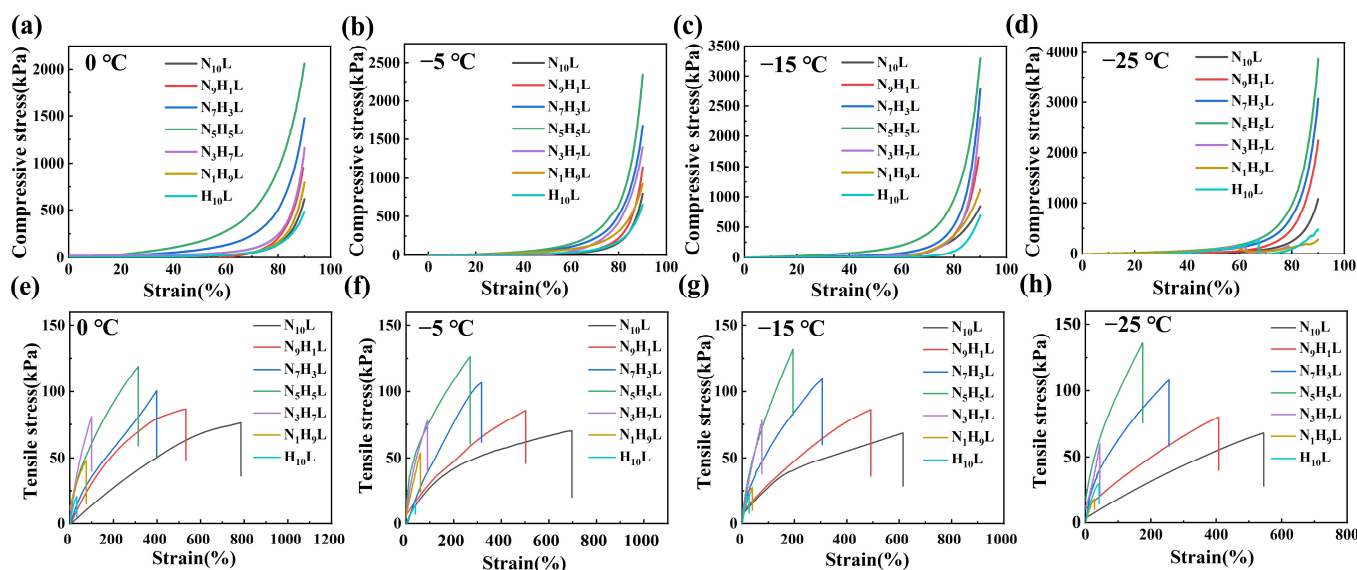 (a)
0 °C
Compressive stress(kPa)
2000
1500
1000
500
0
N₁₀L
N₉H₁L
N₇H₃L
N₅H₅L
N₃H₇L
N₁H₉L
H₁₀L
0 20 40 60 80 100
Strain(%)
(b)
−5 °C
Compressive stress(kPa)
2500
2000
1500
1000
500
0
N₁₀L
N₉H₁L
N₇H₃L
N₅H₅L
N₃H₇L
N₁H₉L
H₁₀L
0 20 40 60 80 100
Strain(%)
(c)
−15 °C
Compressive stress(kPa)
3500
3000
2500
2000
1500
1000
500
0
N₁₀L
N₉H₁L
N₇H₃L
N₅H₅L
N₃H₇L
N₁H₉L
H₁₀L
0 20 40 60 80 100
Strain(%)
(d)
−25 °C
Compressive stress(kPa)
4000
3000
2000
1000
0
N₁₀L
N₉H₁L
N₇H₃L
N₅H₅L
N₃H₇L
N₁H₉L
H₁₀L
0 20 40 60 80 100
Strain(%)
(e)
0 °C
Tensile stress(kPa)
150
100
50
0
N₁₀L
N₉H₁L
N₇H₃L
N₅H₅L
N₃H₇L
N₁H₉L
H₁₀L
0 200 400 600 800 1000 1200
Strain(%)
(f)
−5 °C
Tensile stress(kPa)
150
100
50
0
N₁₀L
N₉H₁L
N₇H₃L
N₅H₅L
N₃H₇L
N₁H₉L
H₁₀L
0 200 400 600 800 1000
Strain(%)
(g)
−15 °C
Tensile stress(kPa)
150
100
50
0
N₁₀L
N₉H₁L
N₇H₃L
N₅H₅L
N₃H₇L
N₁H₉L
H₁₀L
0 200 400 600 800 1000
Strain(%)
(h)
−25 °C
Tensile stress(kPa)
150
100
50
0
N₁₀L
N₉H₁L
N₇H₃L
N₅H₅L
N₃H₇L
N₁H₉L
H₁₀L
0 200 400 600 800
Strain(%)